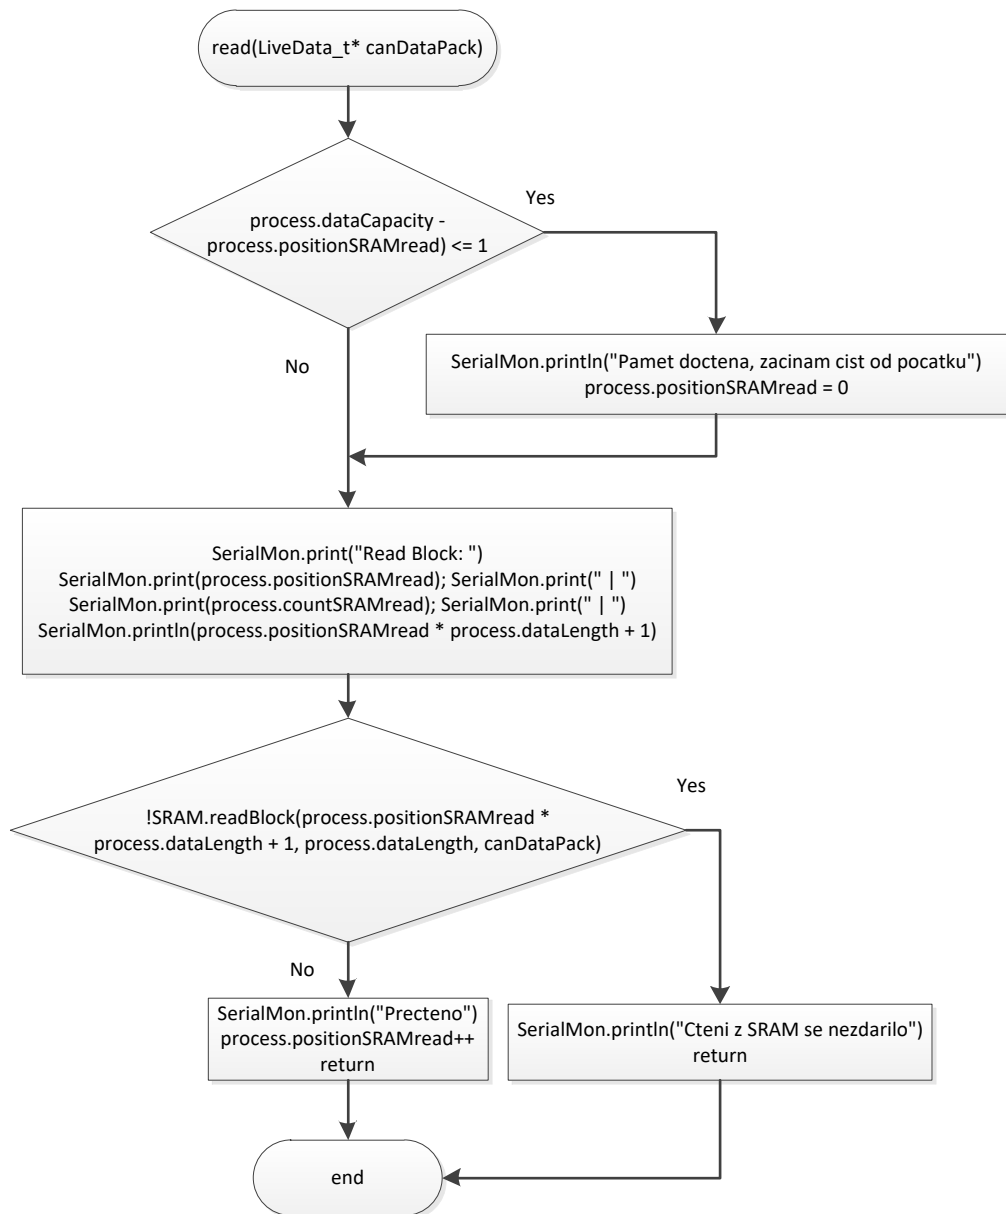 read(LiveData_t* canDataPack)
Yes
process.dataCapacity -
process.positionSRAMread) <= 1
SerialMon.println("Pamet doctena, zacinam cist od pocatku")
process.positionSRAMread = 0
No
SerialMon.print("Read Block: ")
SerialMon.print(process.positionSRAMread); SerialMon.print(" | ")
SerialMon.print(process.countSRAMread); SerialMon.print(" | ")
SerialMon.println(process.positionSRAMread * process.dataLength + 1)
Yes
!SRAM.readBlock(process.positionSRAMread *
process.dataLength + 1, process.dataLength, canDataPack)
No
SerialMon.println("Precteno")
process.positionSRAMread++
return
SerialMon.println("Cteni z SRAM se nezdarilo")
return
end